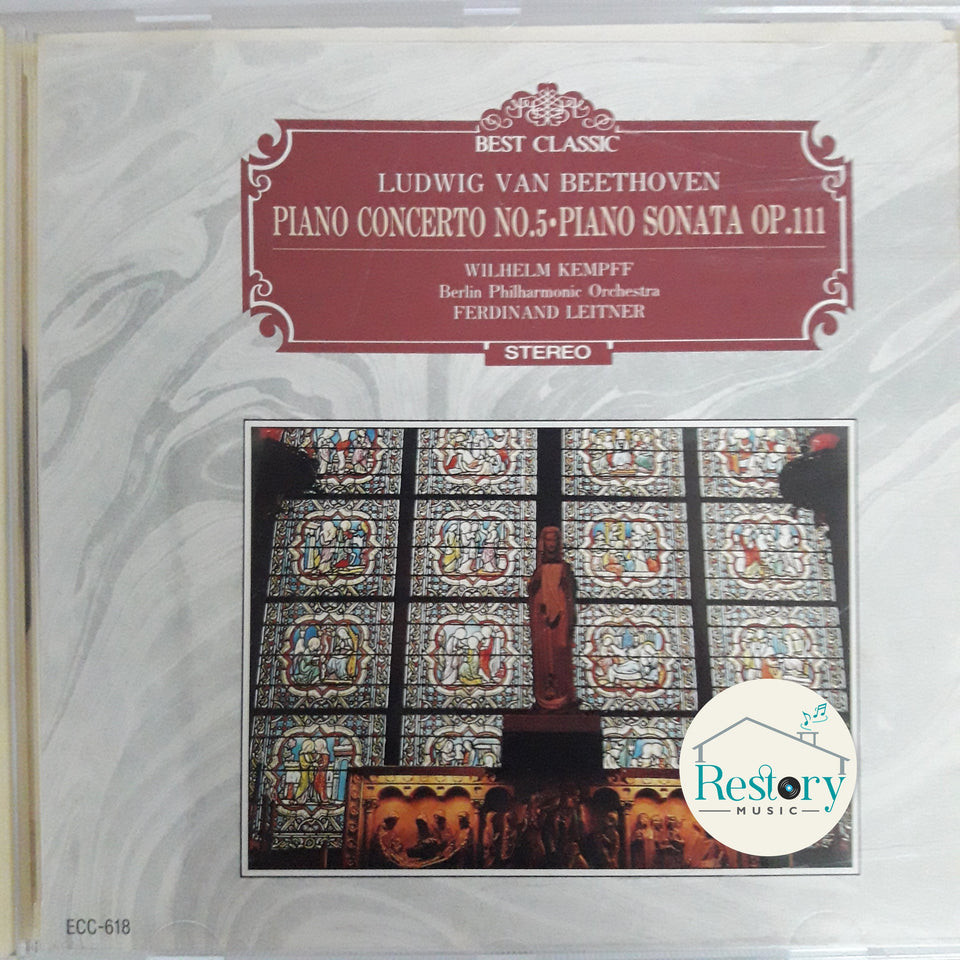 BEST CLASSIC
LUDWIG VAN BEETHOVEN
PIANO CONCERTO NO.5•PIANO SONATA OP.111
WILHELM KEMPFF
Berlin Philharmonic Orchestra
FERDINAND LEITNER
STEREO
Restory
MUSIC
ECC-618